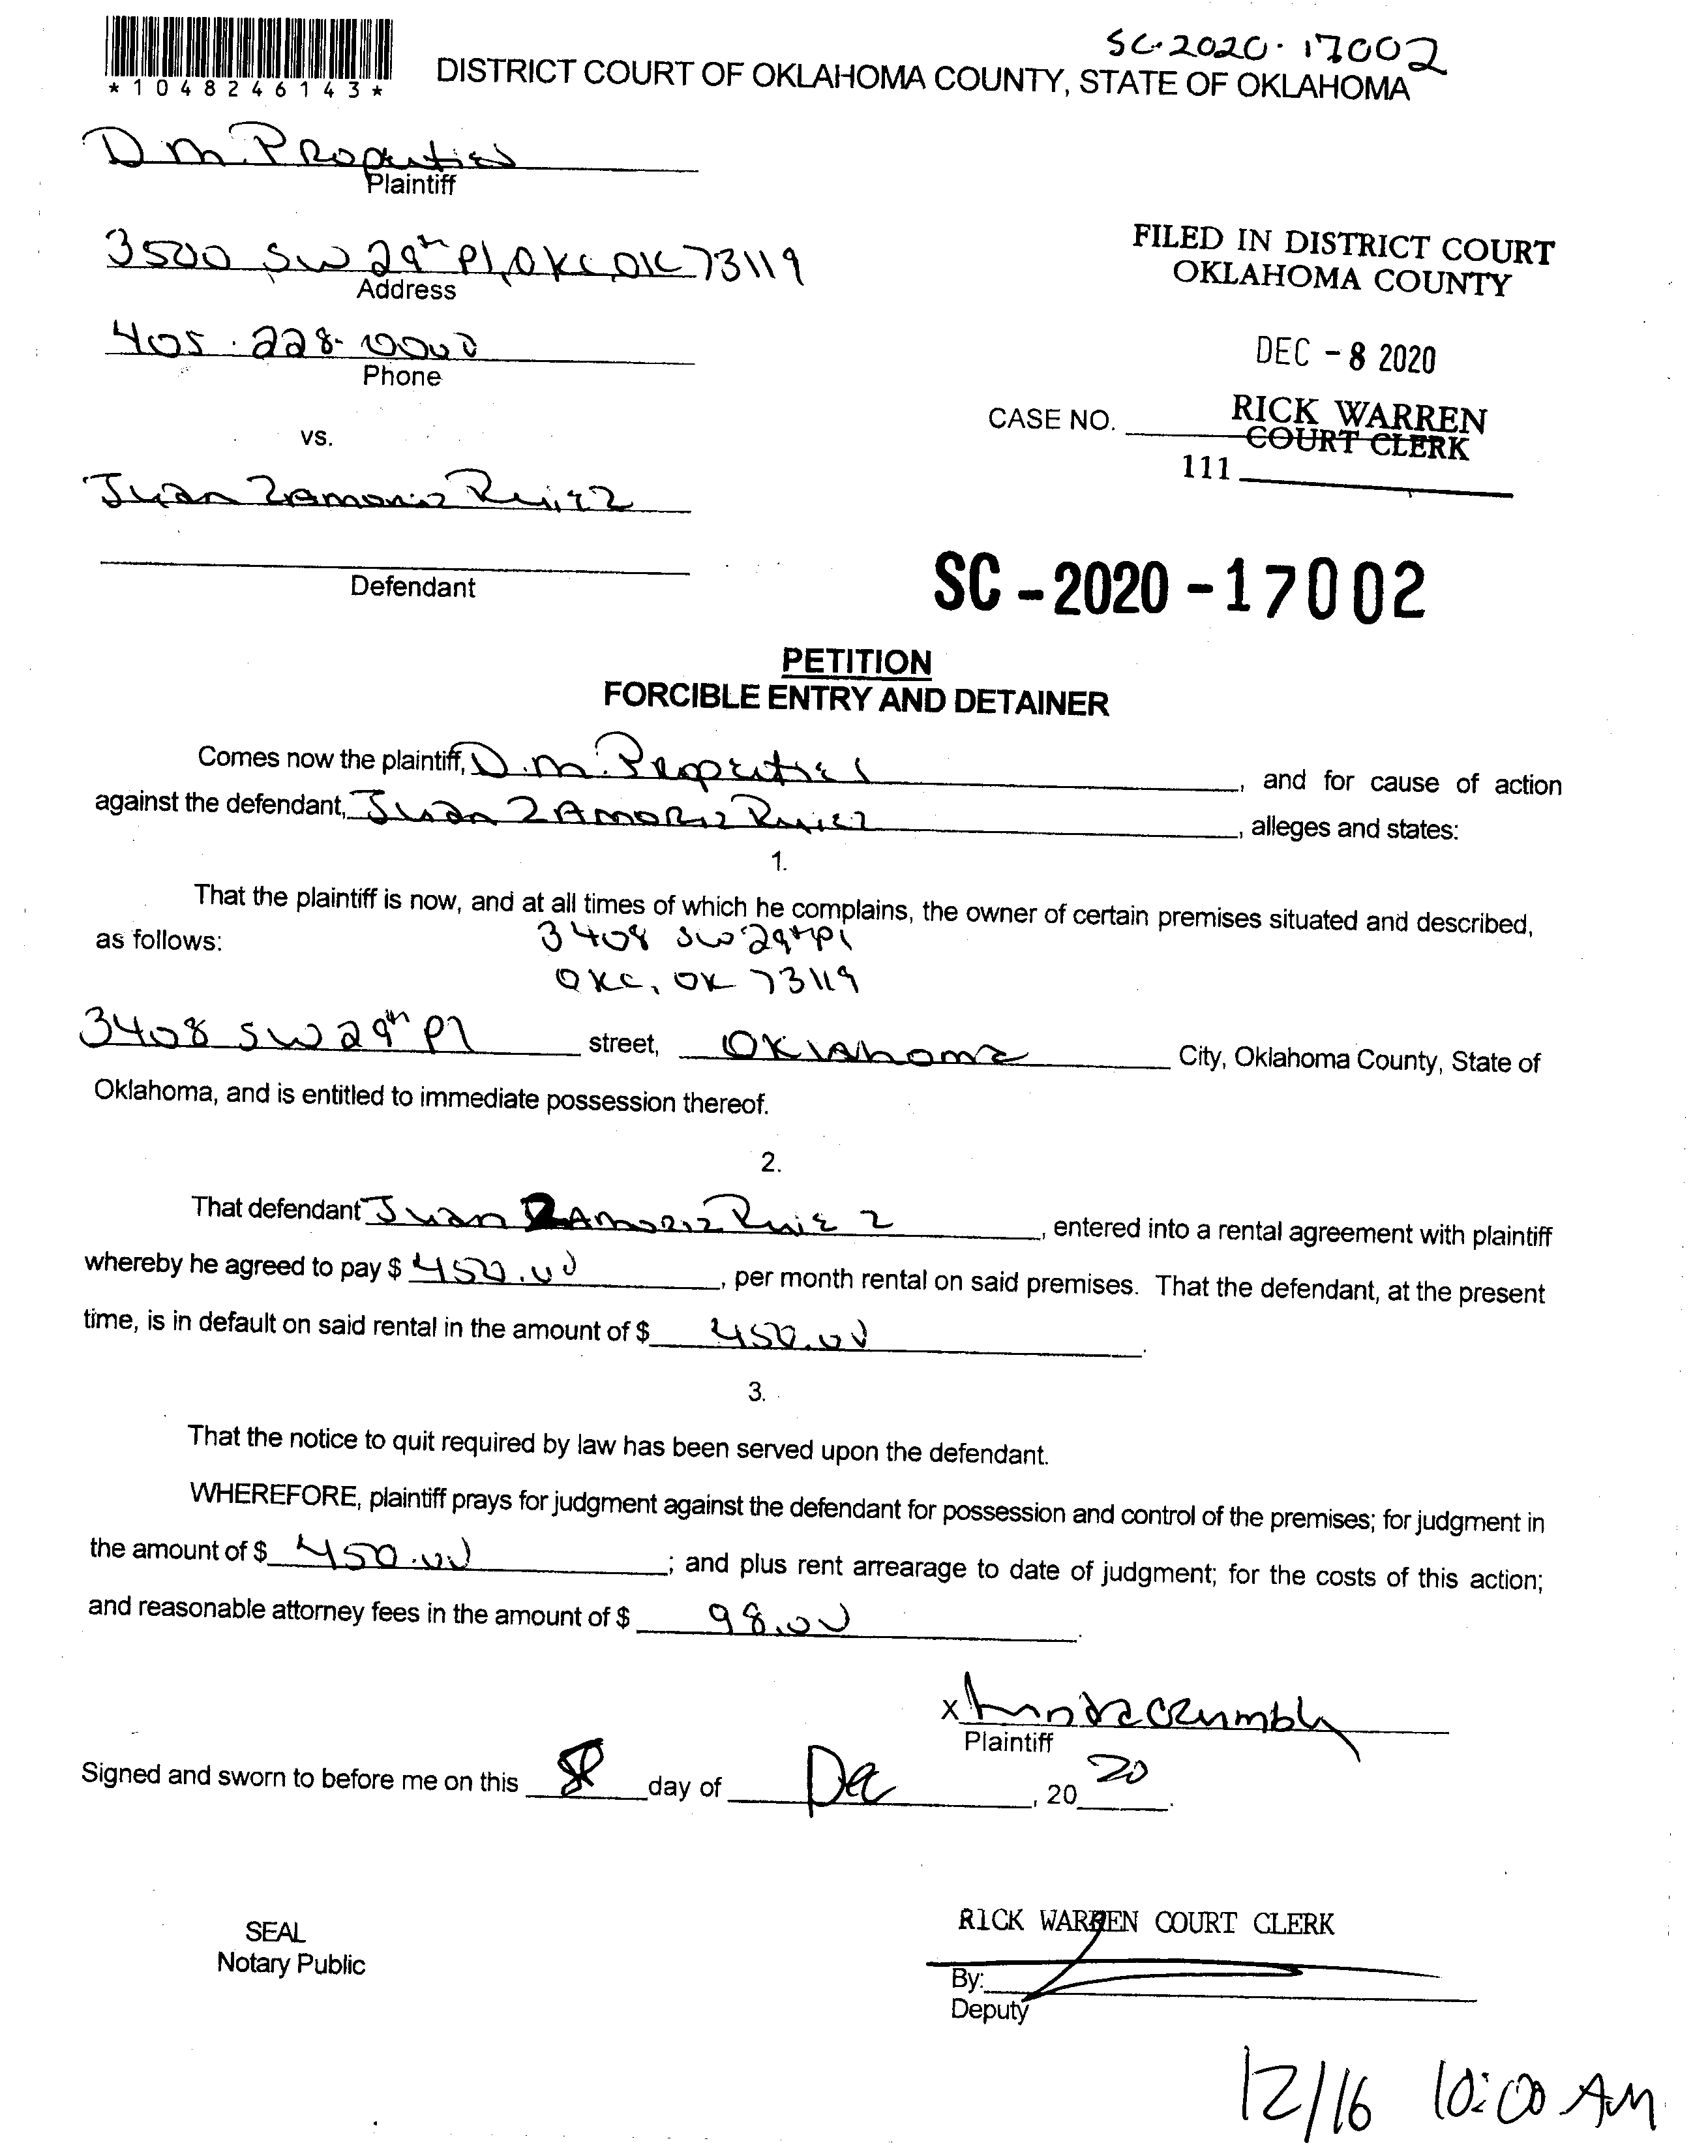 SC-2020-17002
*1048246143*
DISTRICT COURT OF OKLAHOMA COUNTY, STATE OF OKLAHOMA
D.M. Properties
Plaintiff
3500 SW 29th Pl, OKC OK 73119
Address
FILED IN DISTRICT COURT
OKLAHOMA COUNTY
405.228-0000
Phone
DEC - 8 2020
vs.
CASE NO.
RICK WARREN
COURT CLERK
111
Juan Zamoriz Ruiez
Defendant
SC-2020-17002
PETITION
FORCIBLE ENTRY AND DETAINER
Comes now the plaintiff, D.M. Properties, and for cause of action
against the defendant, Juan ZAMORiz Ruiez, alleges and states:
1.
That the plaintiff is now, and at all times of which he complains, the owner of certain premises situated and described,
as follows: 3408 SW 29th Pl
OKC, OK 73119
3408 SW 29th Pl street, OKlahoma City, Oklahoma County, State of
Oklahoma, and is entitled to immediate possession thereof.
2.
That defendant Juan ZAMORiz Ruiez, entered into a rental agreement with plaintiff
whereby he agreed to pay $ 450.00, per month rental on said premises. That the defendant, at the present
time, is in default on said rental in the amount of $ 450.00.
3.
That the notice to quit required by law has been served upon the defendant.
WHEREFORE, plaintiff prays for judgment against the defendant for possession and control of the premises; for judgment in
the amount of $ 450.00; and plus rent arrearage to date of judgment; for the costs of this action;
and reasonable attorney fees in the amount of $ 98.00.
x Linda Crumbly
Plaintiff
Signed and sworn to before me on this 8 day of Dec, 20 20.
RICK WARREN COURT CLERK
SEAL
Notary Public
By:
Deputy
12/16 10:00 AM